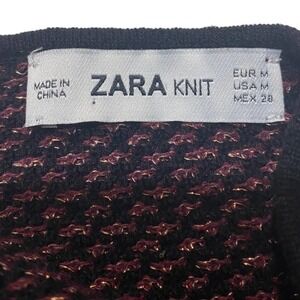 MADE IN
CHINA
ZARA KNIT
EUR M
USA M
MEX 28